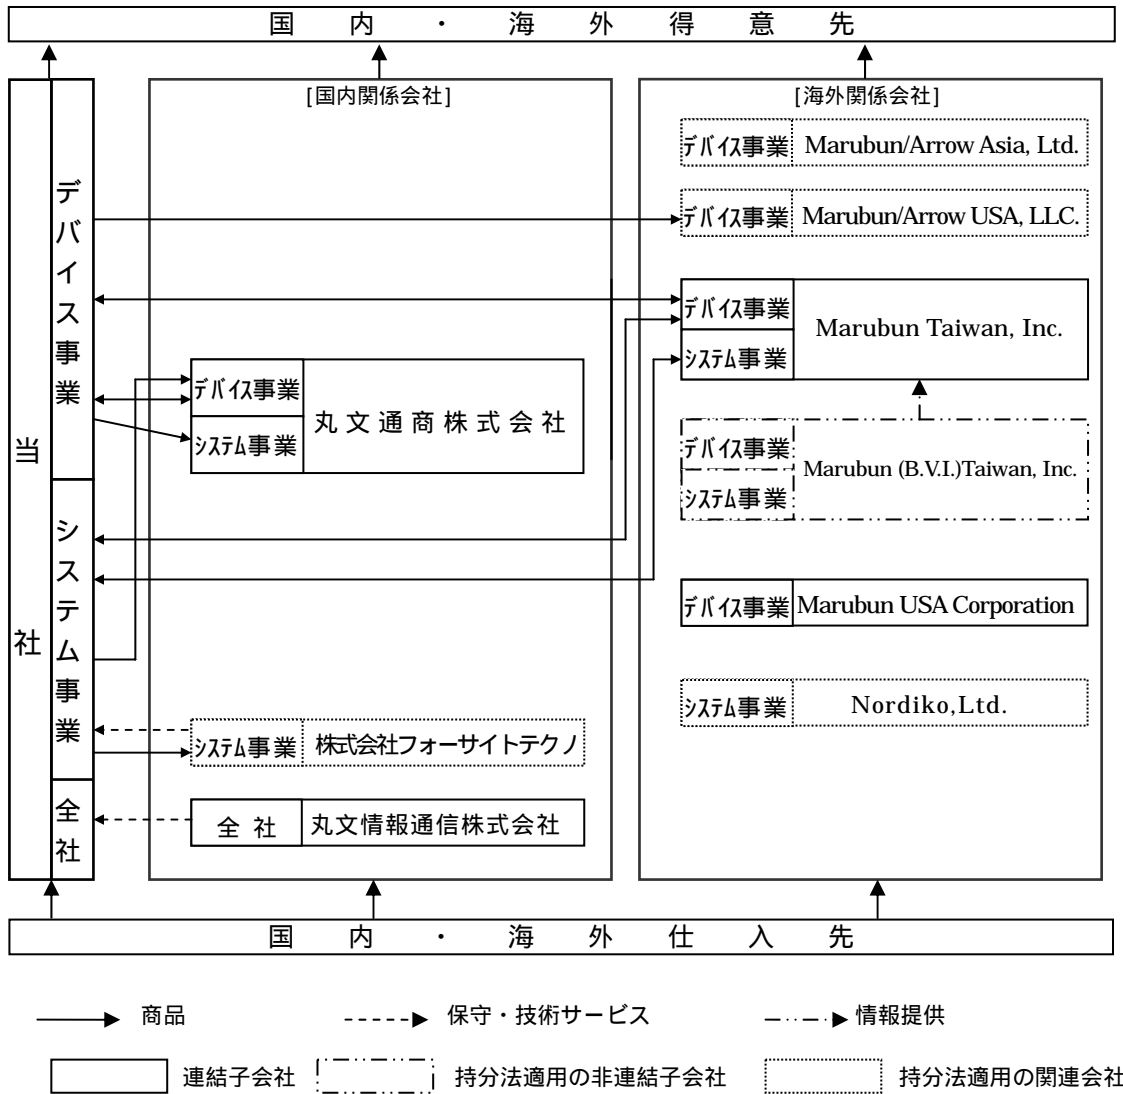 国内・海外得意先
[国内関係会社]
[海外関係会社]
当社
デバイス事業
システム事業
全社
デバイス事業
システム事業
丸文通商株式会社
システム事業
株式会社フォーサイトテクノ
全社
丸文情報通信株式会社
デバイス事業 Marubun/Arrow Asia, Ltd.
デバイス事業 Marubun/Arrow USA, LLC.
デバイス事業
システム事業
Marubun Taiwan, Inc.
デバイス事業
システム事業
Marubun (B.V.I.)Taiwan, Inc.
デバイス事業 Marubun USA Corporation
システム事業 Nordiko,Ltd.
国内・海外仕入先
商品 保守・技術サービス 情報提供
連結子会社 持分法適用の非連結子会社 持分法適用の関連会社